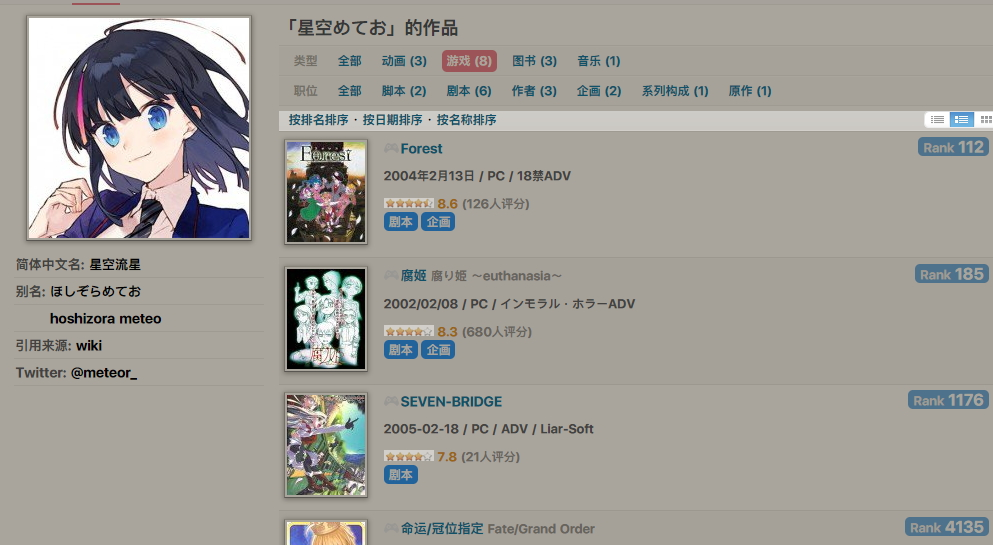 「星空めてお」的作品
类型 全部 动画 (3) 游戏 (8) 图书 (3) 音乐 (1)
职位 全部 脚本 (2) 剧本 (6) 作者 (3) 企画 (2) 系列构成 (1) 原作 (1)
按排名排序 · 按日期排序 · 按名称排序
简体中文名: 星空流星
别名: ほしぞらめてお
hoshizora meteo
引用来源: wiki
Twitter: @meteor_
Forest
Forest
Rank 112
2004年2月13日 / PC / 18禁ADV
8.6 (126人评分)
剧本 企画
腐姬 腐り姫 ～euthanasia～
Rank 185
2002/02/08 / PC / インモラル・ホラーADV
8.3 (680人评分)
剧本 企画
SEVEN-BRIDGE
Rank 1176
2005-02-18 / PC / ADV / Liar-Soft
7.8 (21人评分)
剧本
命运/冠位指定 Fate/Grand Order
Rank 4135